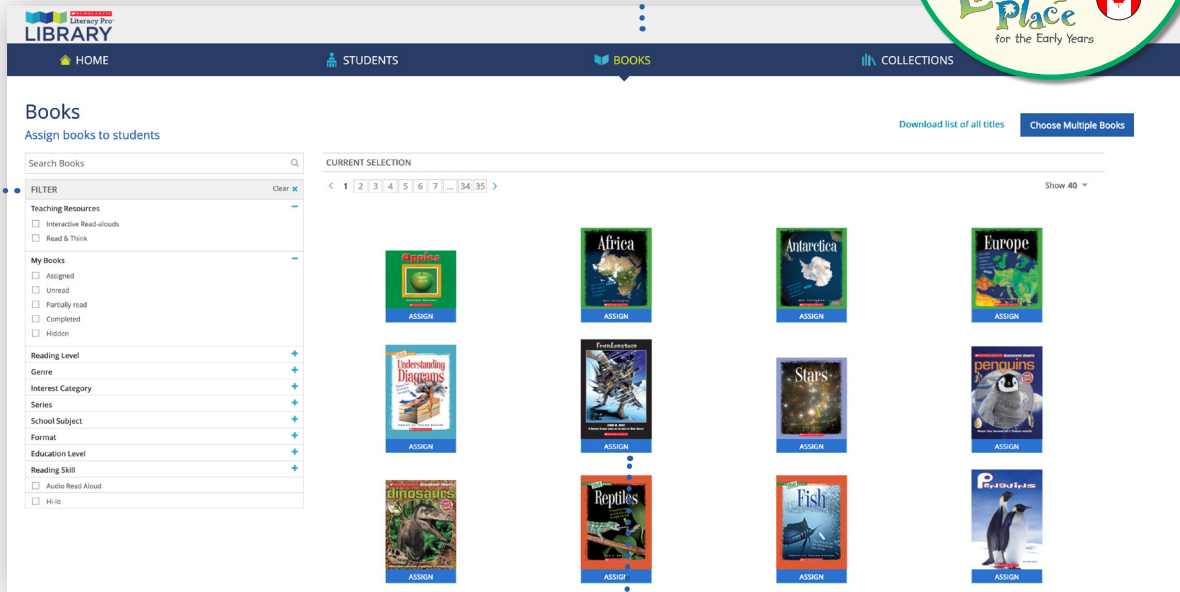 SCHOLASTIC
Literacy Pro™
LIBRARY
Place
for the Early Years
HOME
STUDENTS
BOOKS
COLLECTIONS
Books
Assign books to students
Download list of all titles
Choose Multiple Books
Search Books
CURRENT SELECTION
FILTER
Clear ×
< 1 2 3 4 5 6 7 ... 34 35 >
Show 40
Teaching Resources
Interactive Read-alouds
Read & Think
My Books
Assigned
Unread
Partially read
Completed
Hidden
Reading Level
Genre
Interest Category
Series
School Subject
Format
Education Level
Reading Skill
Audio Read Aloud
Hi-lo
Apples
ASSIGN
Africa
ASSIGN
Antarctica
ASSIGN
Europe
ASSIGN
Understanding
Diagrams
ASSIGN
Frankenstein
ASSIGN
Stars
ASSIGN
penguins
ASSIGN
dinosaurs
ASSIGN
Reptiles
ASSIGN
Fish
ASSIGN
Penguins
ASSIGN